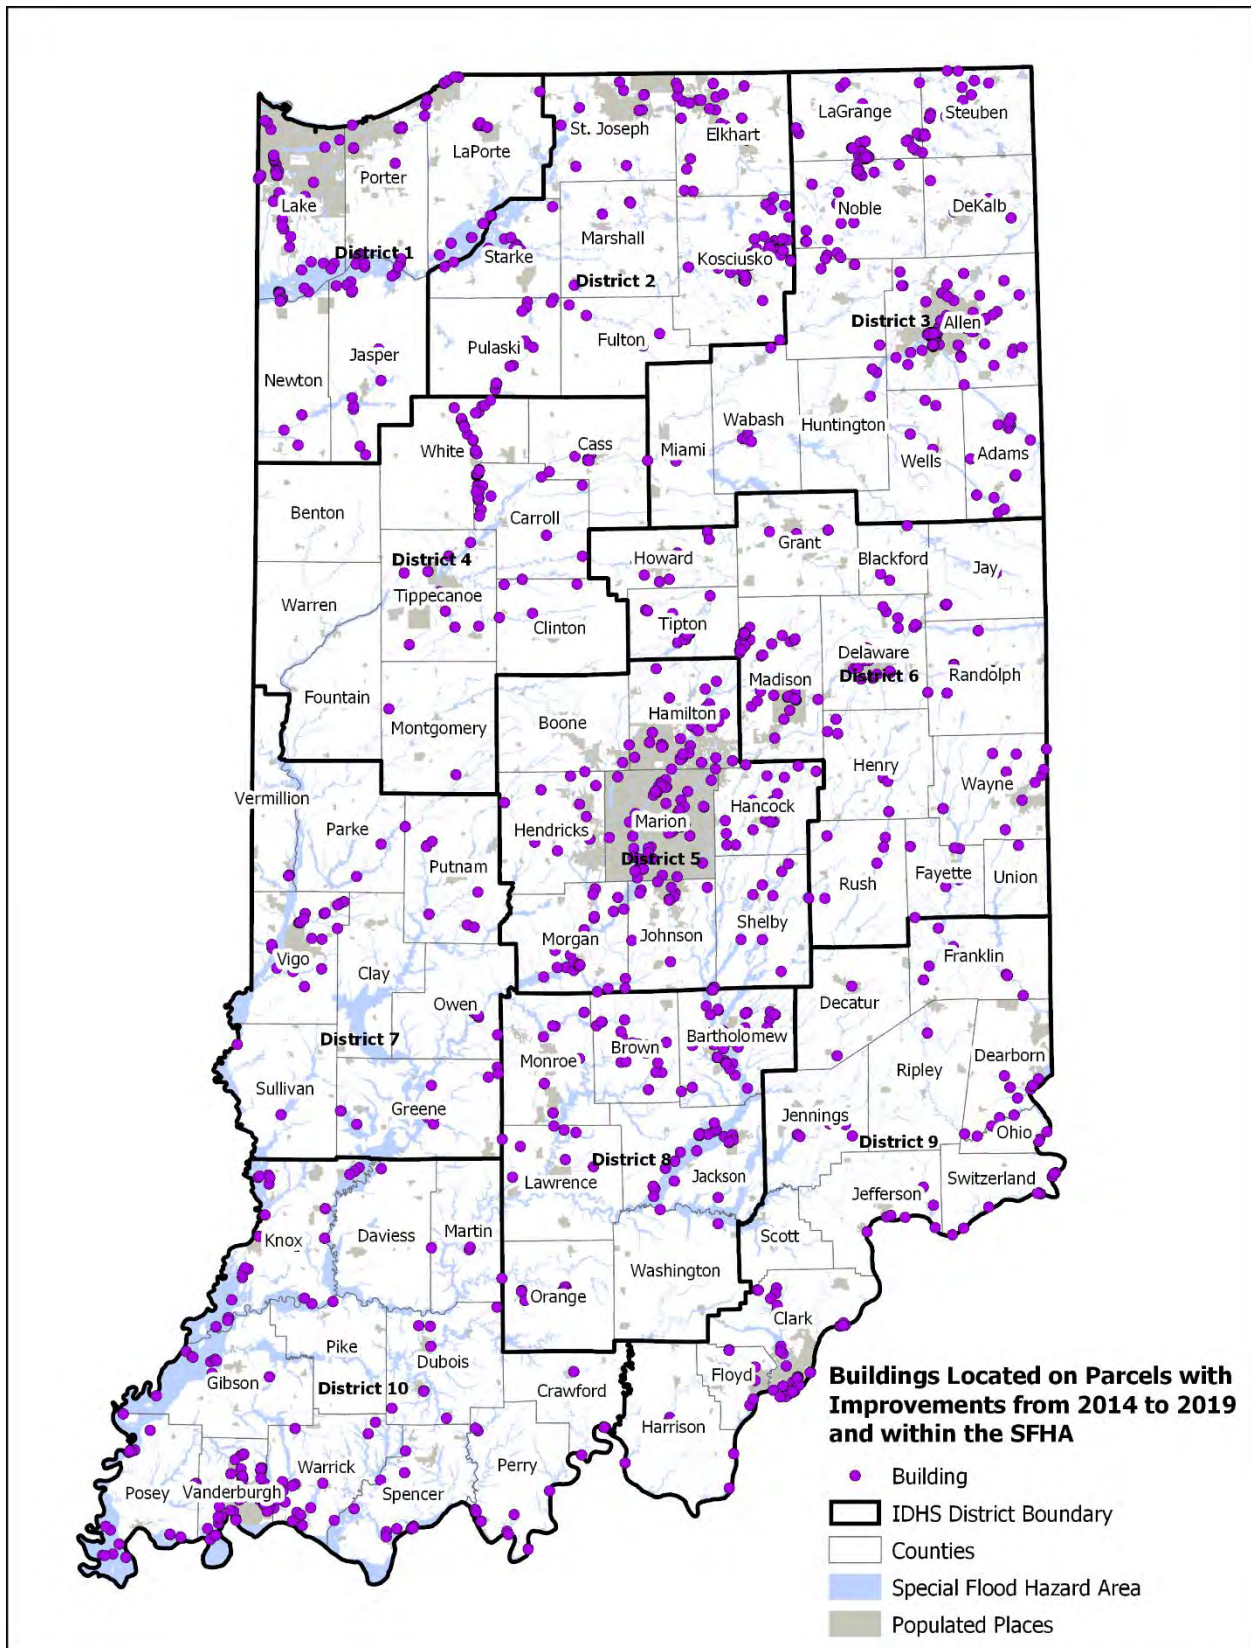 LaGrange
Steuben
St. Joseph
Elkhart
LaPorte
Porter
Lake
Noble
DeKalb
Marshall
District 1
Starke
Kosciusko
District 2
District 3
Allen
Pulaski
Fulton
Jasper
Newton
Wabash
Huntington
White
Cass
Miami
Wells
Adams
Benton
Carroll
Grant
District 4
Howard
Blackford
Jay
Tippecanoe
Warren
Clinton
Tipton
Delaware
District 6
Madison
Randolph
Fountain
Hamilton
Boone
Montgomery
Henry
Wayne
Vermillion
Parke
Hendricks
Marion
Hancock
District 5
Putnam
Rush
Fayette
Union
Shelby
Morgan
Johnson
Vigo
Franklin
Clay
Owen
Decatur
District 7
Monroe
Brown
Bartholomew
Dearborn
Ripley
Sullivan
Greene
Jennings
District 9
Ohio
District 8
Lawrence
Jackson
Switzerland
Jefferson
Knox
Daviess
Martin
Scott
Washington
Orange
Clark
Pike
Dubois
Gibson
District 10
Crawford
Floyd
Harrison
Buildings Located on Parcels with
Improvements from 2014 to 2019
and within the SFHA
Posey
Vanderburgh
Warrick
Spencer
Perry
Building
IDHS District Boundary
Counties
Special Flood Hazard Area
Populated Places